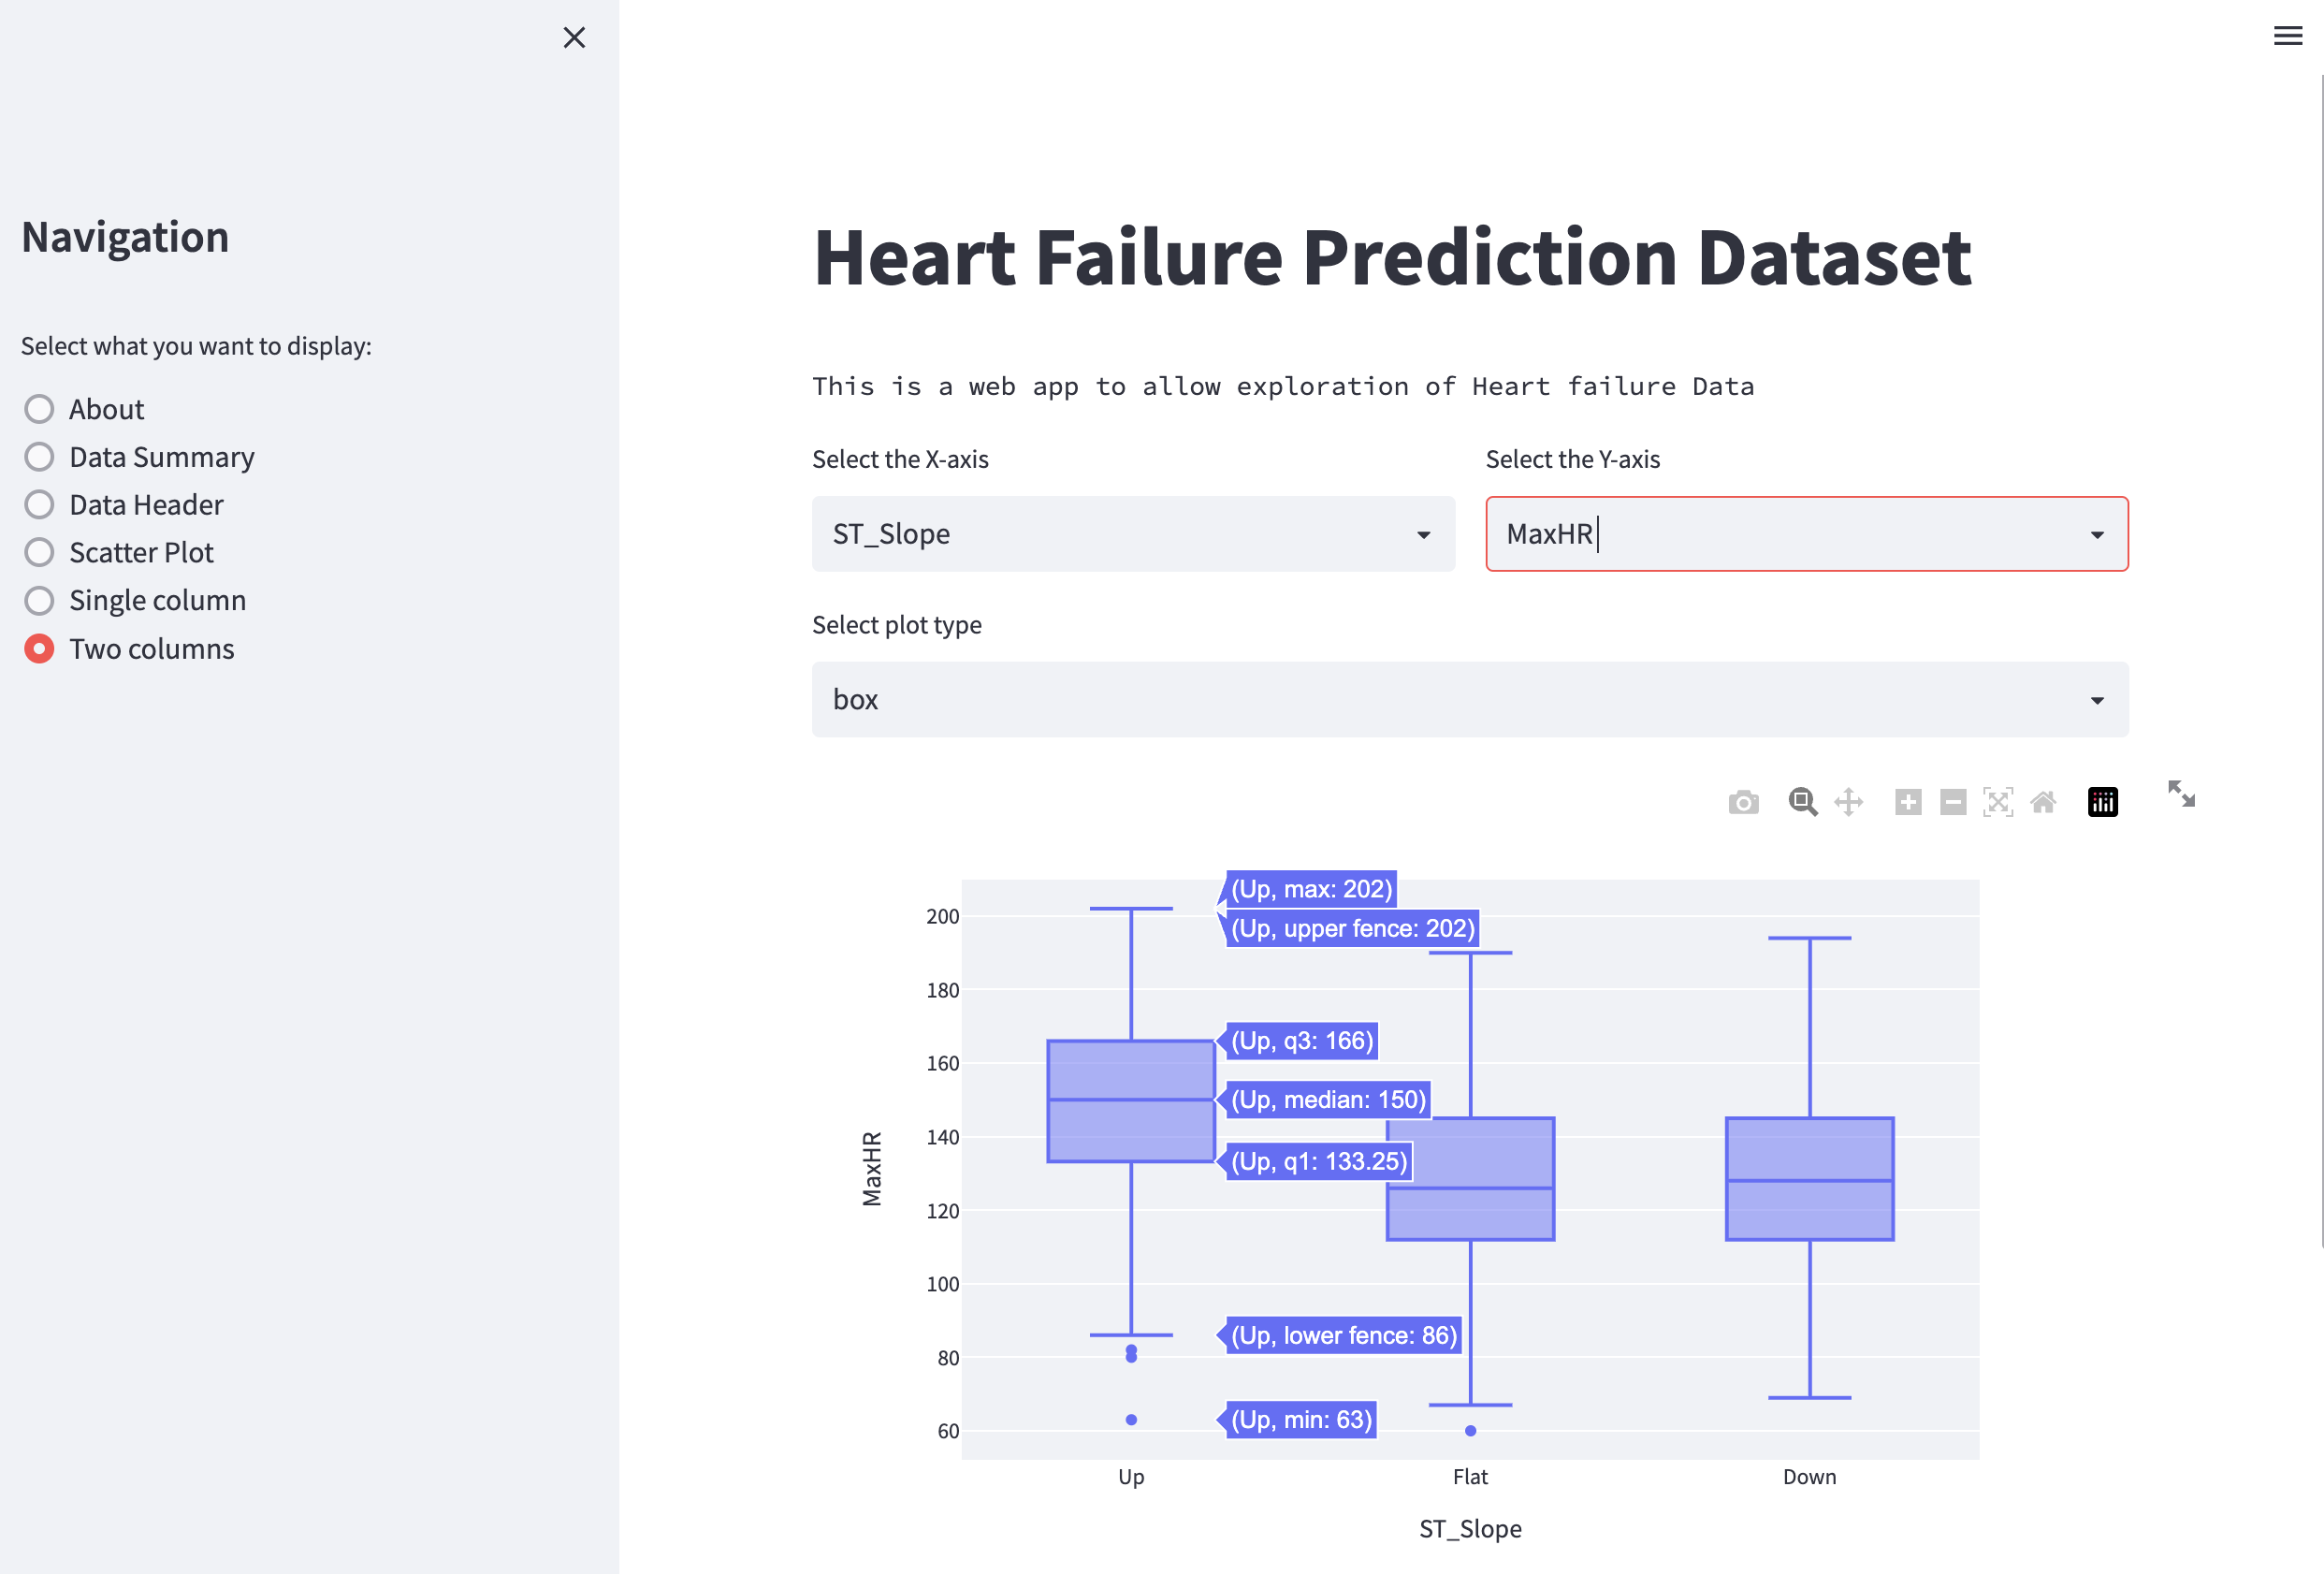 Navigation
Select what you want to display:
About
Data Summary
Data Header
Scatter Plot
Single column
Two columns
Heart Failure Prediction Dataset
This is a web app to allow exploration of Heart failure Data
Select the X-axis
Select the Y-axis
ST_Slope
MaxHR
Select plot type
box
(Up, max: 202)
(Up, upper fence: 202)
(Up, q3: 166)
(Up, median: 150)
(Up, q1: 133.25)
(Up, lower fence: 86)
(Up, min: 63)
200
180
160
140
120
100
80
60
MaxHR
Up
Flat
Down
ST_Slope